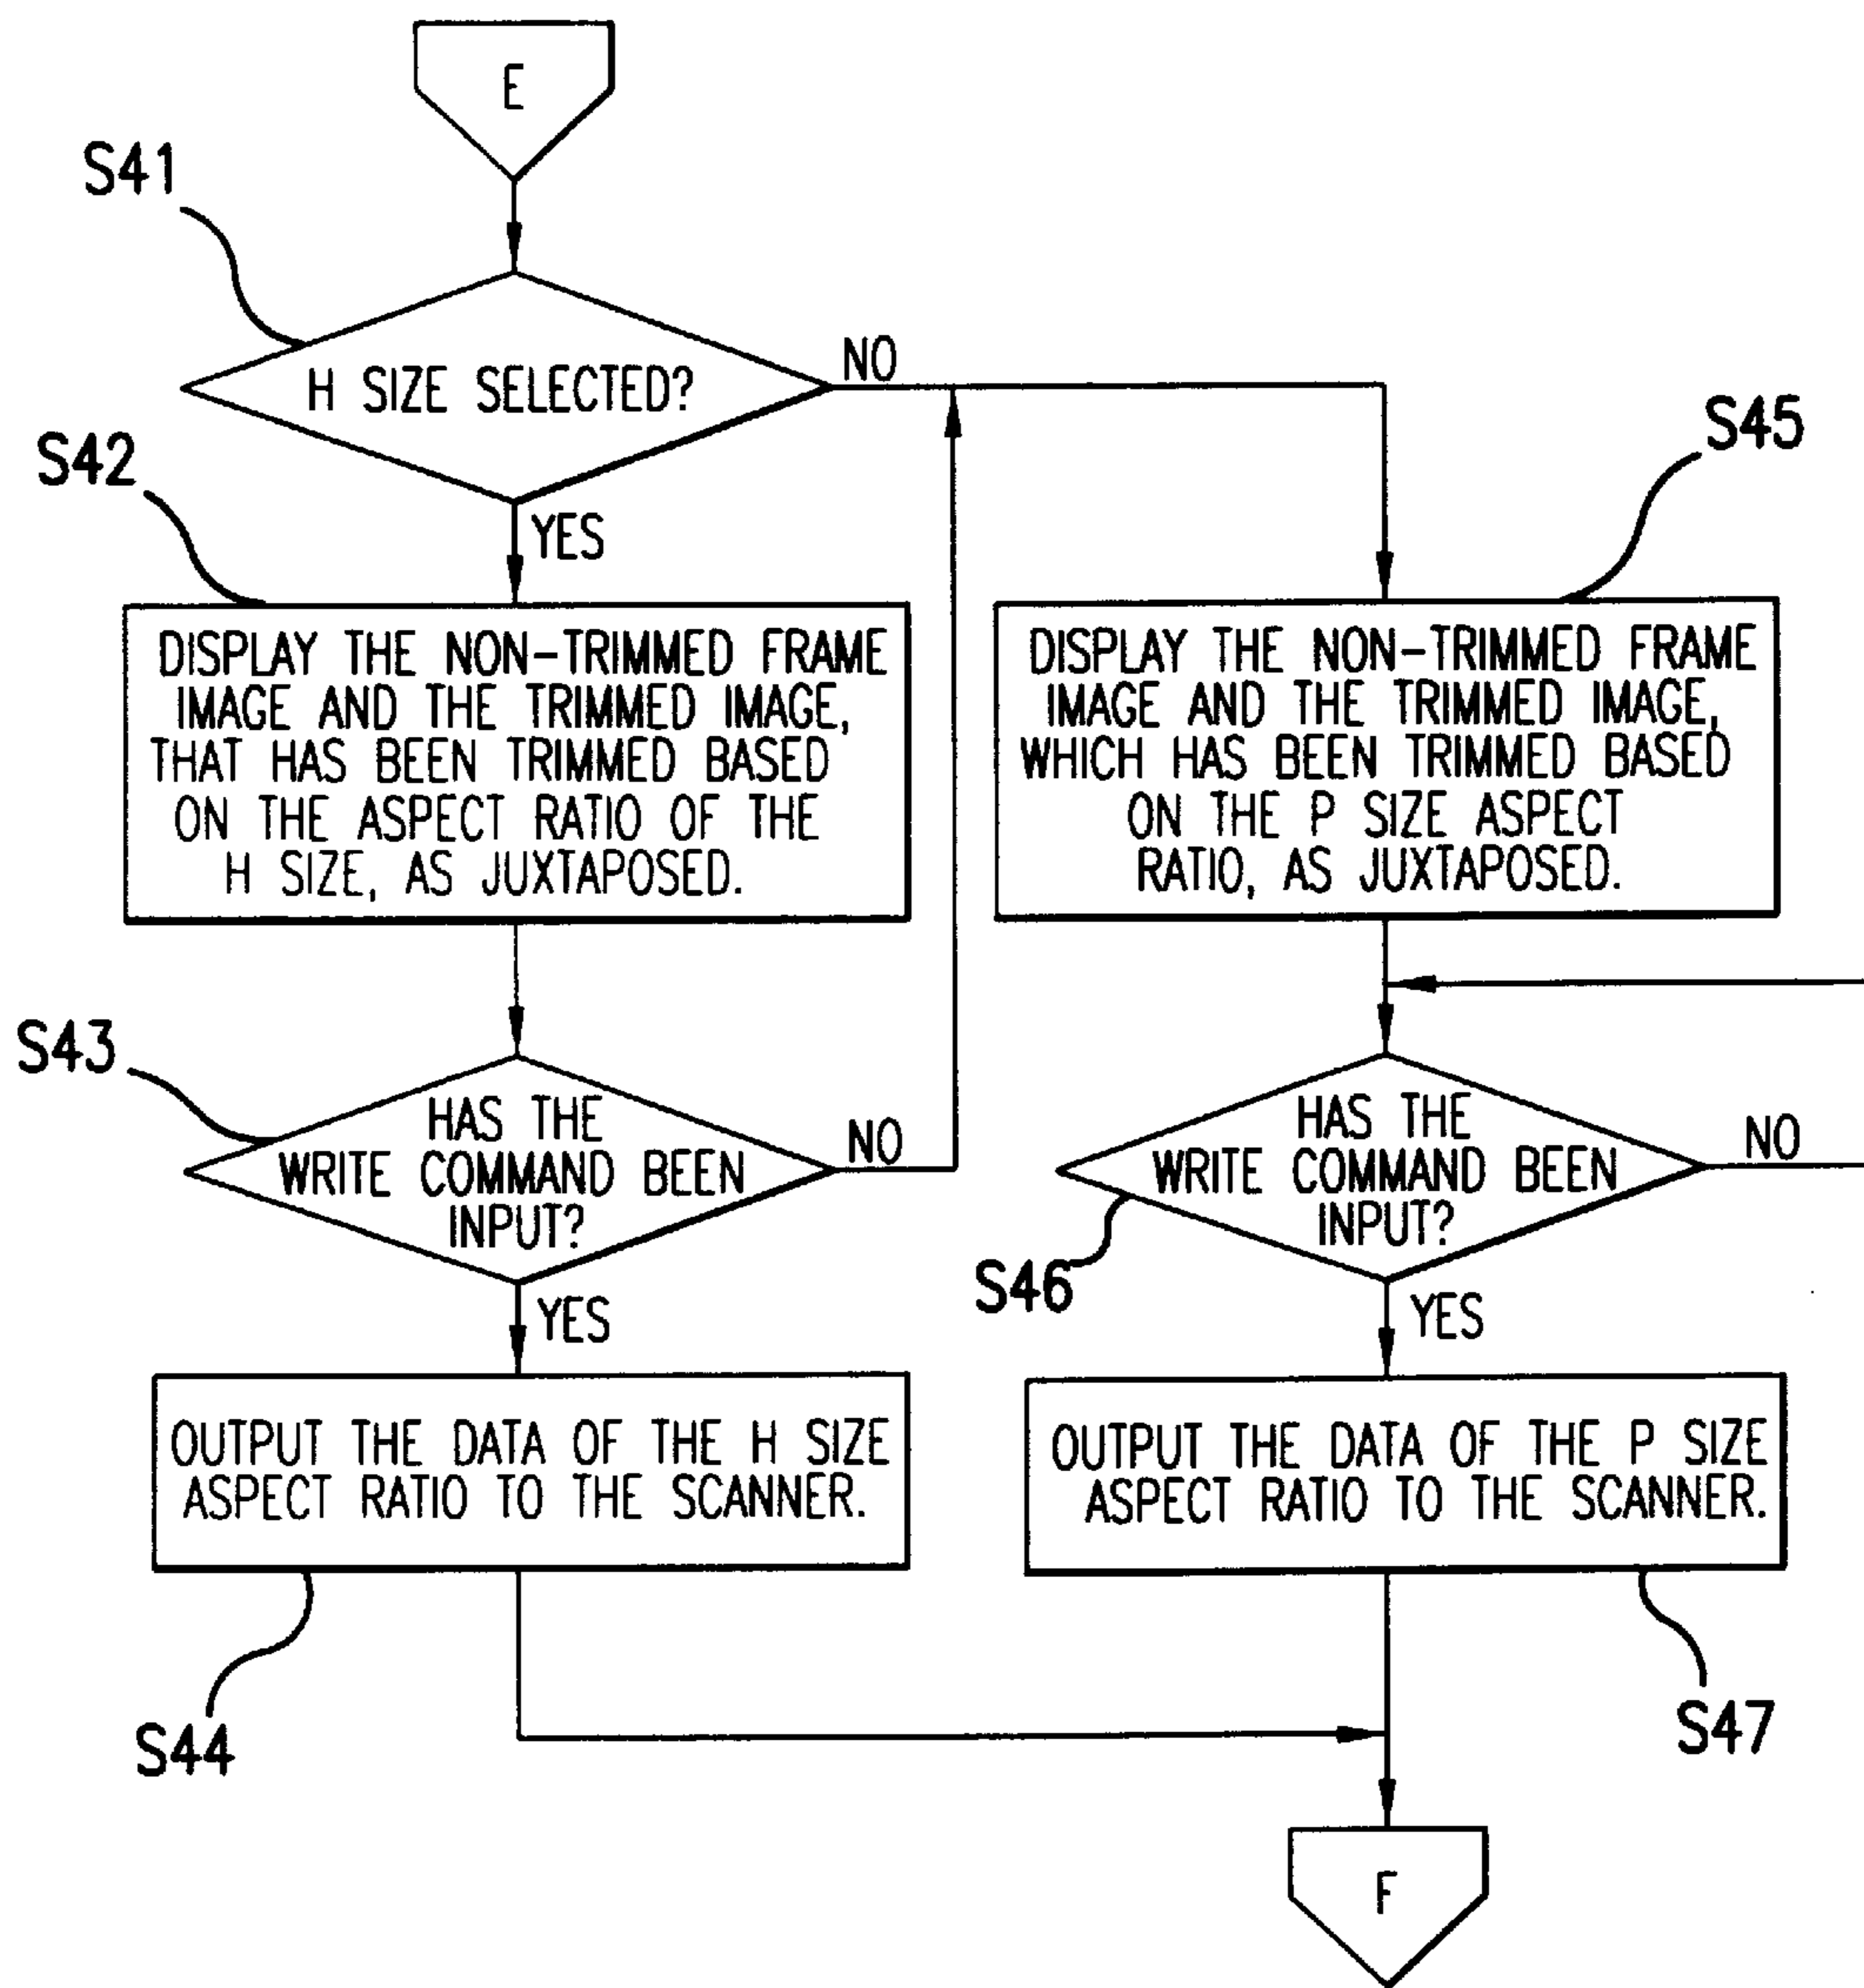 E
S41
H SIZE SELECTED?
NO
S42
YES
DISPLAY THE NON-TRIMMED FRAME
IMAGE AND THE TRIMMED IMAGE,
THAT HAS BEEN TRIMMED BASED
ON THE ASPECT RATIO OF THE
H SIZE, AS JUXTAPOSED.
S45
DISPLAY THE NON-TRIMMED FRAME
IMAGE AND THE TRIMMED IMAGE,
WHICH HAS BEEN TRIMMED BASED
ON THE P SIZE ASPECT
RATIO, AS JUXTAPOSED.
S43
HAS THE
WRITE COMMAND BEEN
INPUT?
NO
YES
HAS THE
WRITE COMMAND BEEN
INPUT?
NO
S46
YES
OUTPUT THE DATA OF THE H SIZE
ASPECT RATIO TO THE SCANNER.
OUTPUT THE DATA OF THE P SIZE
ASPECT RATIO TO THE SCANNER.
S44
S47
F